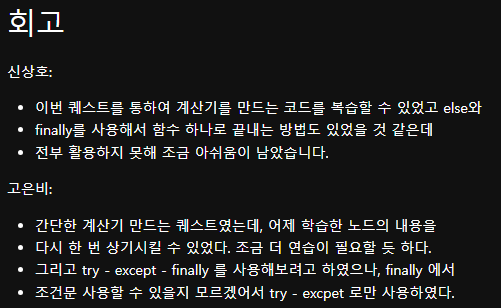 회고
신상호:
이번 퀘스트를 통하여 계산기를 만드는 코드를 복습할 수 있었고 else와
finally를 사용해서 함수 하나로 끝내는 방법도 있었을 것 같은데
전부 활용하지 못해 조금 아쉬움이 남았습니다.
고은비:
간단한 계산기 만드는 퀘스트였는데, 어제 학습한 노드의 내용을
다시 한 번 상기시킬 수 있었다. 조금 더 연습이 필요할 듯 하다.
그리고 try - except - finally 를 사용해보려고 하였으나, finally 에서
조건문 사용할 수 있을지 모르겠어서 try - excpet 로만 사용하였다.